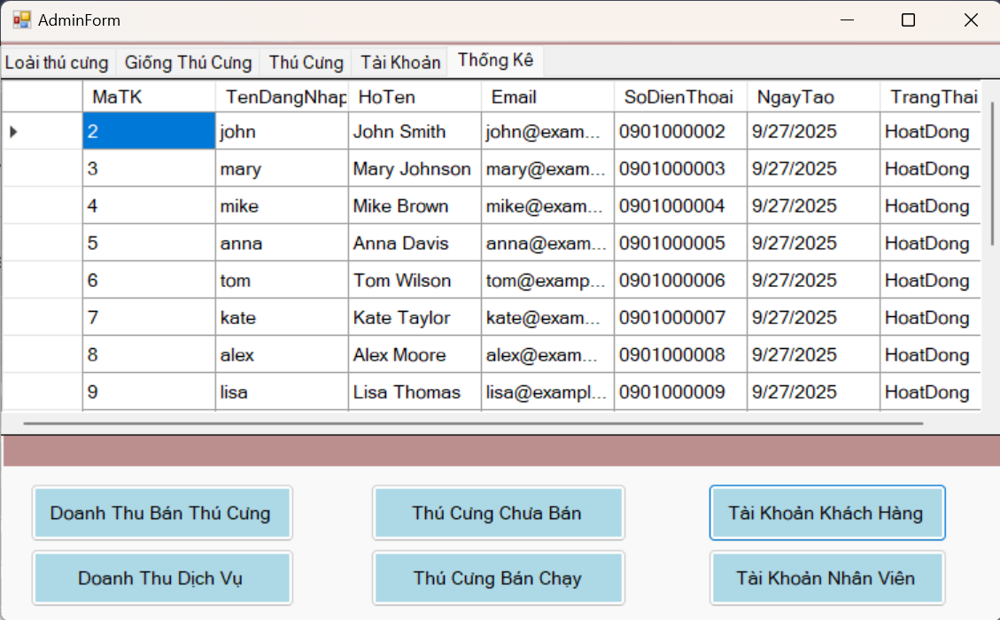 AdminForm
Loài thú cưng Giống Thú Cưng Thú Cưng Tài Khoản Thống Kê
MaTK TenDangNhap HoTen Email SoDienThoai NgayTao TrangThai
2 john John Smith john@exam... 0901000002 9/27/2025 HoatDong
3 mary Mary Johnson mary@exam... 0901000003 9/27/2025 HoatDong
4 mike Mike Brown mike@exam... 0901000004 9/27/2025 HoatDong
5 anna Anna Davis anna@exam... 0901000005 9/27/2025 HoatDong
6 tom Tom Wilson tom@examp... 0901000006 9/27/2025 HoatDong
7 kate Kate Taylor kate@exam... 0901000007 9/27/2025 HoatDong
8 alex Alex Moore alex@exam... 0901000008 9/27/2025 HoatDong
9 lisa Lisa Thomas lisa@exampl... 0901000009 9/27/2025 HoatDong
Doanh Thu Bán Thú Cưng Thú Cưng Chưa Bán Tài Khoản Khách Hàng
Doanh Thu Dịch Vụ Thú Cưng Bán Chạy Tài Khoản Nhân Viên